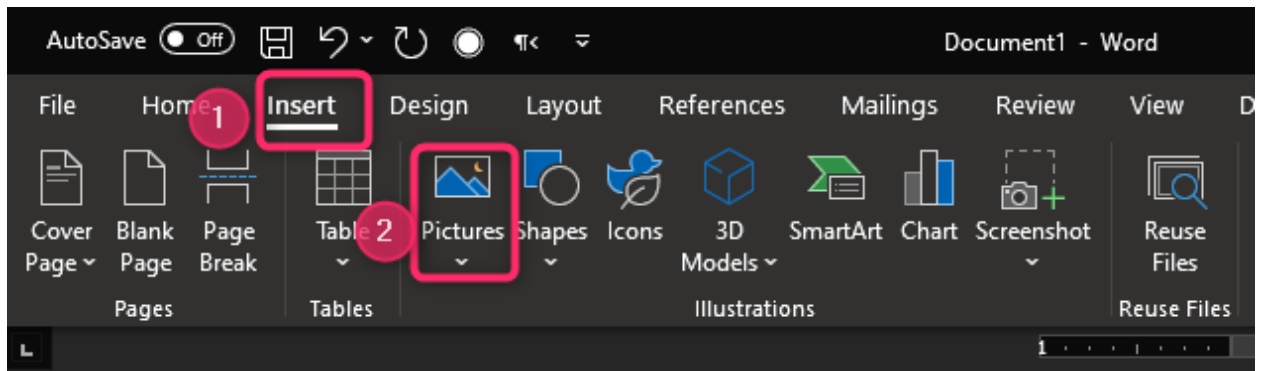 AutoSave Off Document1 - Word
File Home Insert Design Layout References Mailings Review View D
1
Cover Page
Blank Page
Page Break
Table
2
Pictures
Shapes
Icons
3D Models
SmartArt
Chart
Screenshot
Reuse Files
Pages Tables Illustrations Reuse Files
L 1